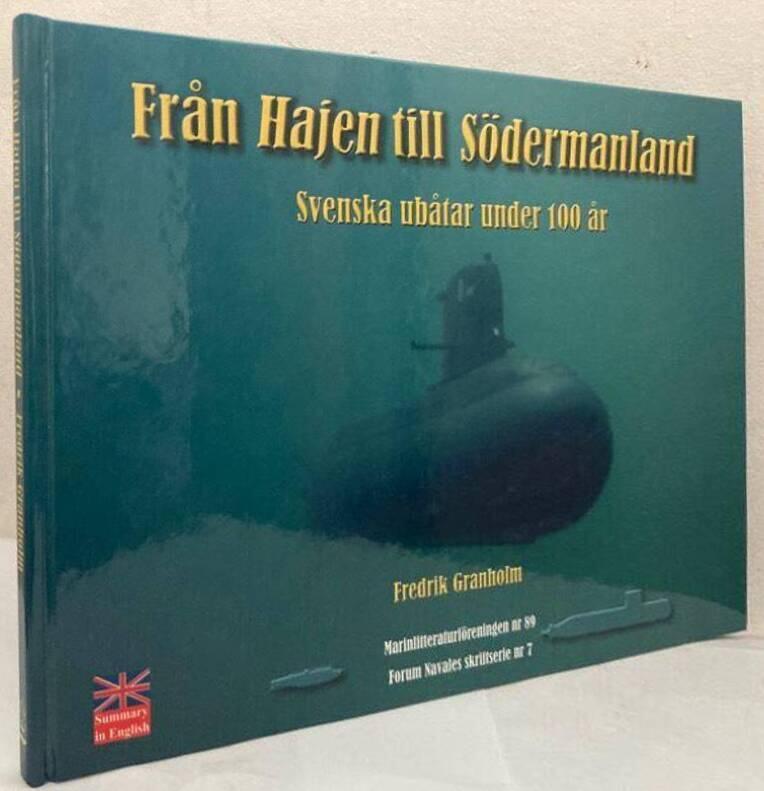 Från Hajen till Södermanland
Svenska ubåtar under 100 år
Fredrik Granholm
Marinlitteraturföreningen nr 89
Forum Navales skriftserie nr 7
Summary
in English
Från Hajen till Södermanland * Fredrik Granholm